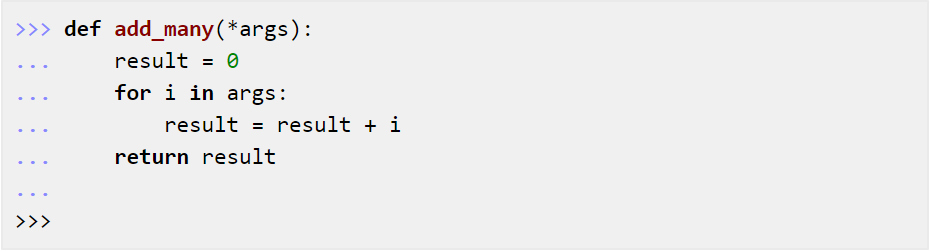 >>> def add_many(*args):
...     result = 0
...     for i in args:
...         result = result + i
...     return result
...
>>>